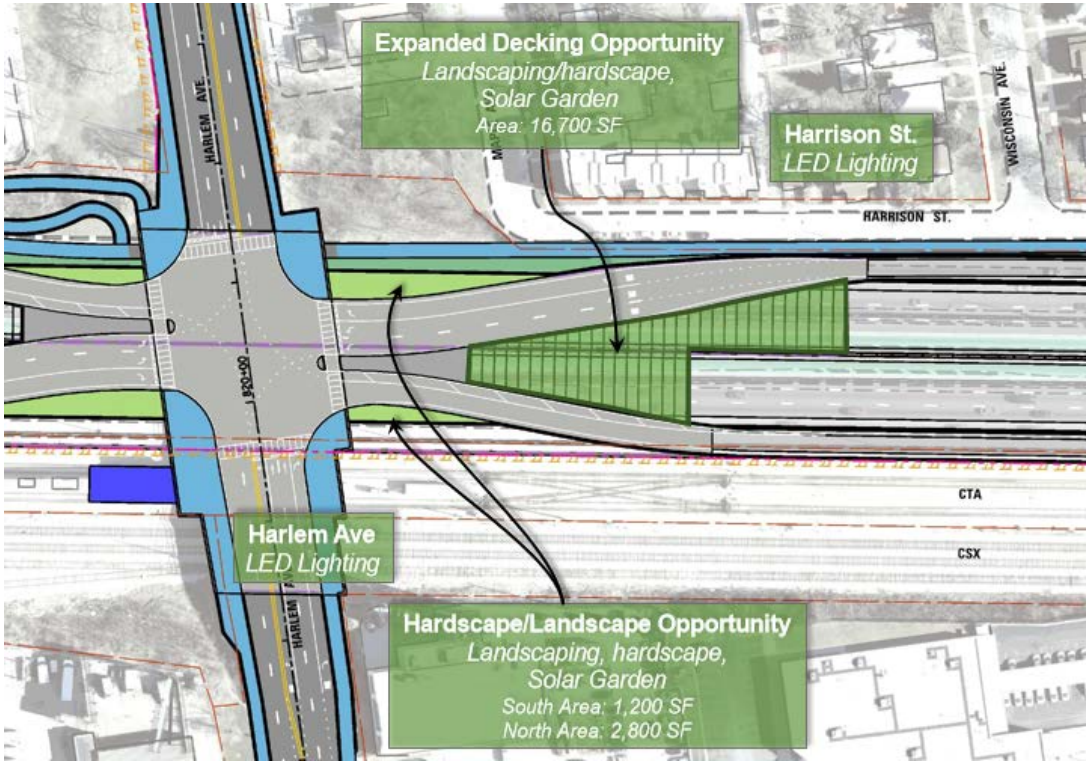 Expanded Decking Opportunity
Landscaping/hardscape,
Solar Garden
Area: 16,700 SF
HARLEM AVE.
Harrison St.
LED Lighting
WISCONSIN AVE.
HARRISON ST.
820+00
CTA
CSX
Harlem Ave
LED Lighting
HARLEM
Hardscape/Landscape Opportunity
Landscaping, hardscape,
Solar Garden
South Area: 1,200 SF
North Area: 2,800 SF